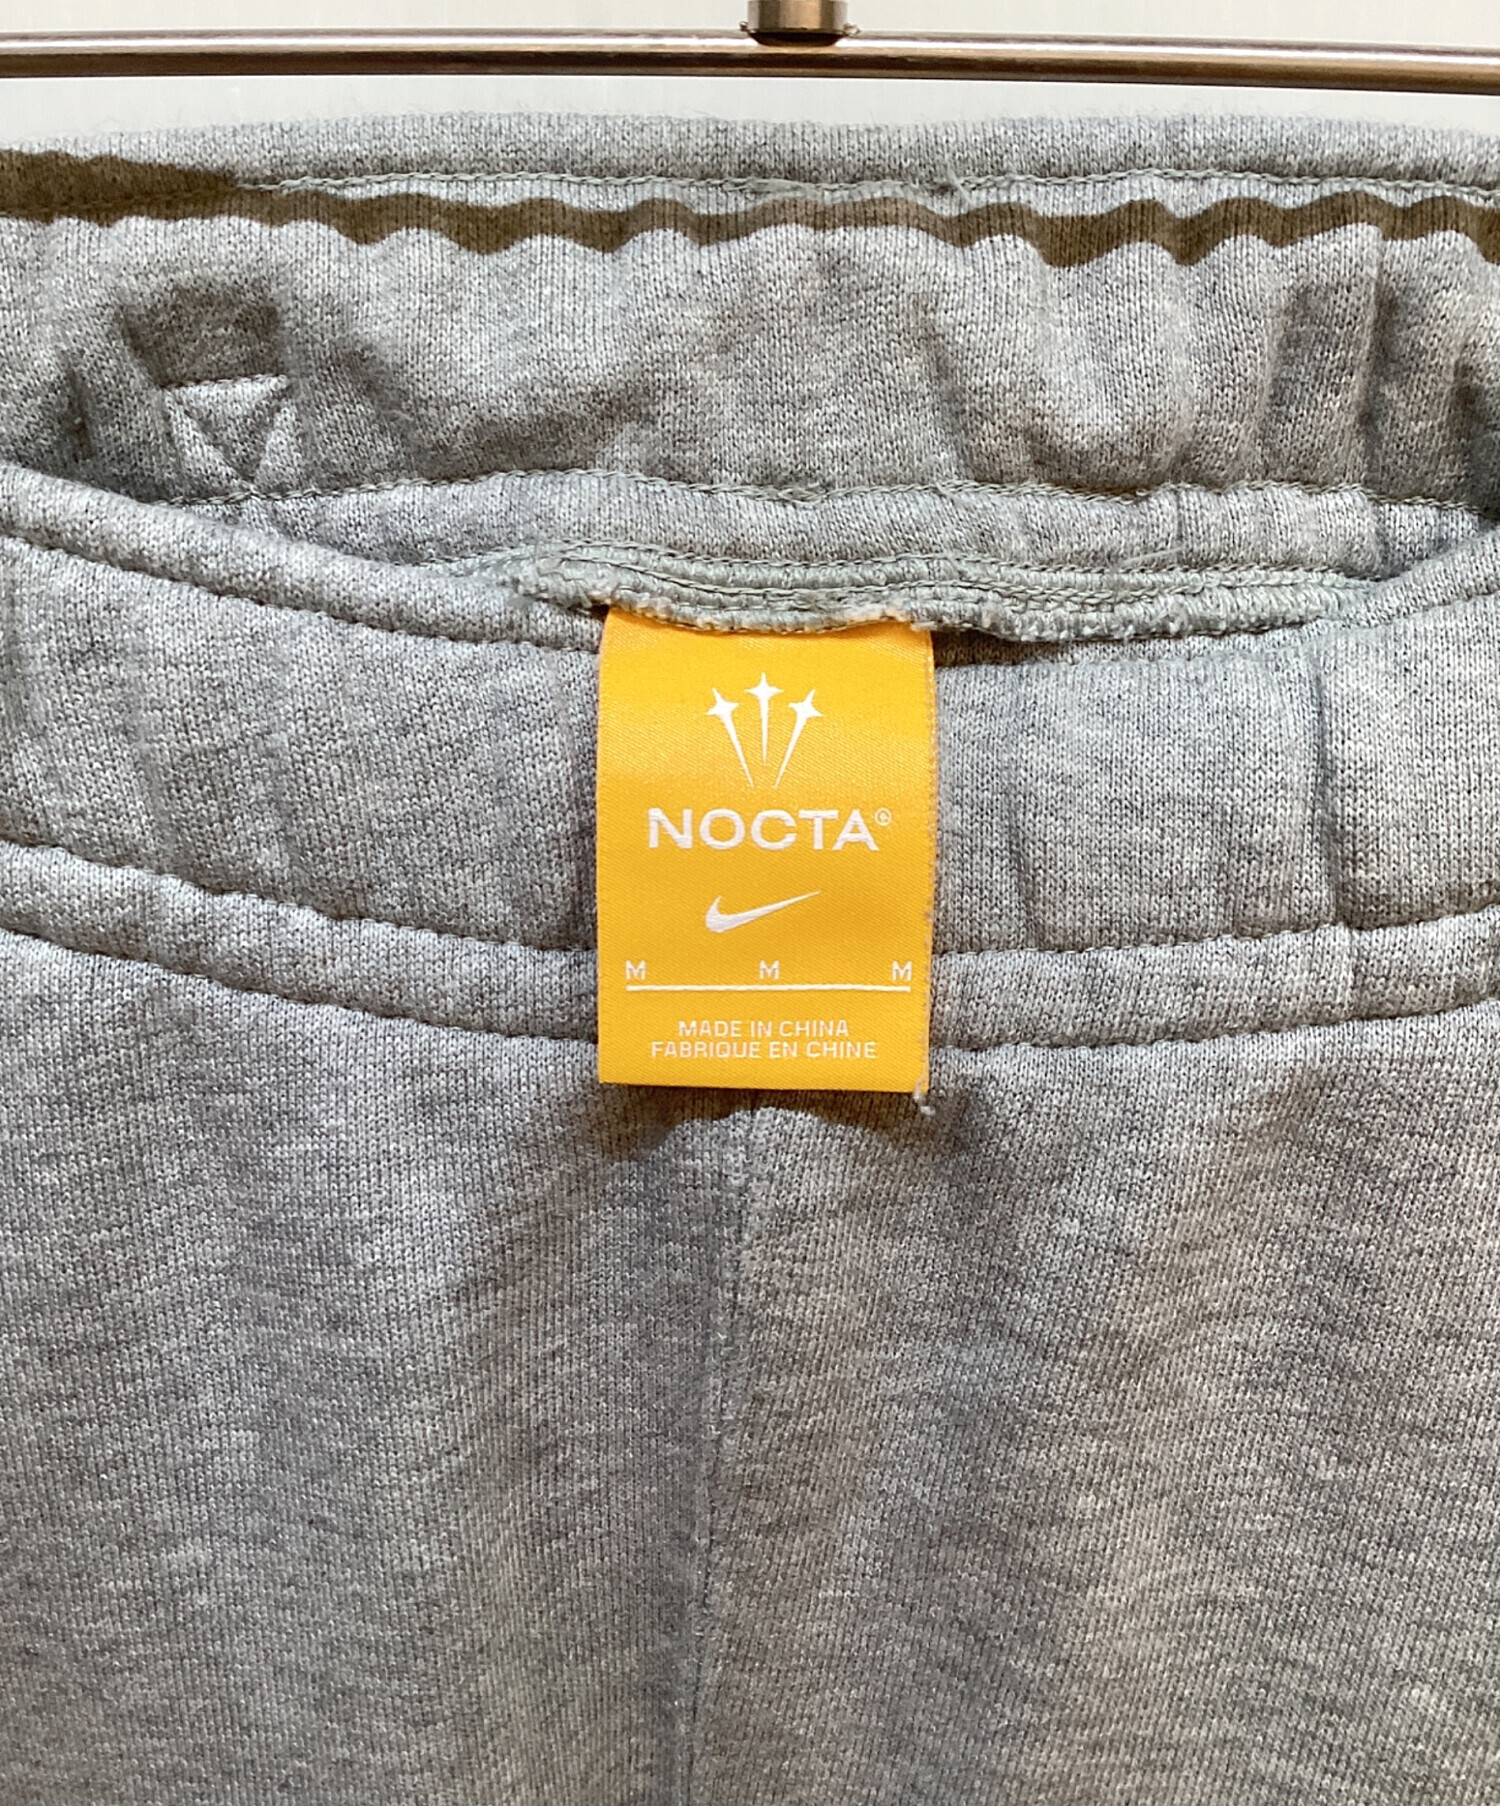 NOCTA®
M M M
MADE IN CHINA
FABRIQUE EN CHINE